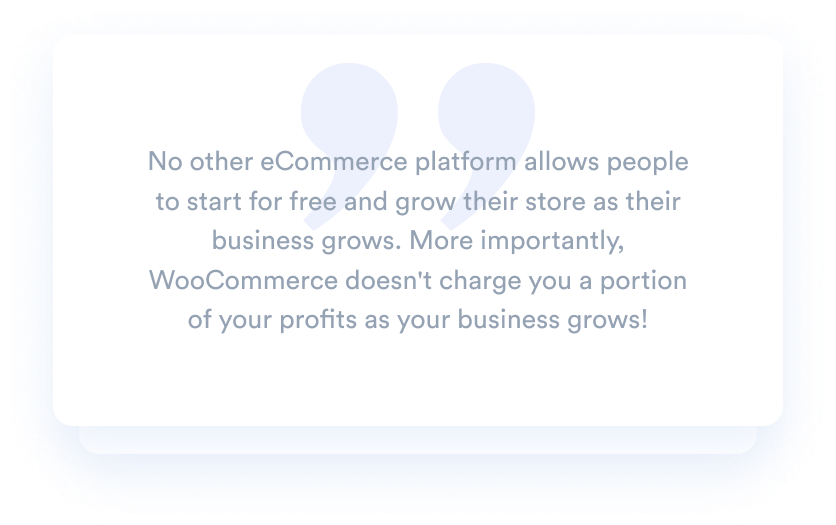 No other eCommerce platform allows people
to start for free and grow their store as their
business grows. More importantly,
WooCommerce doesn't charge you a portion
of your profits as your business grows!